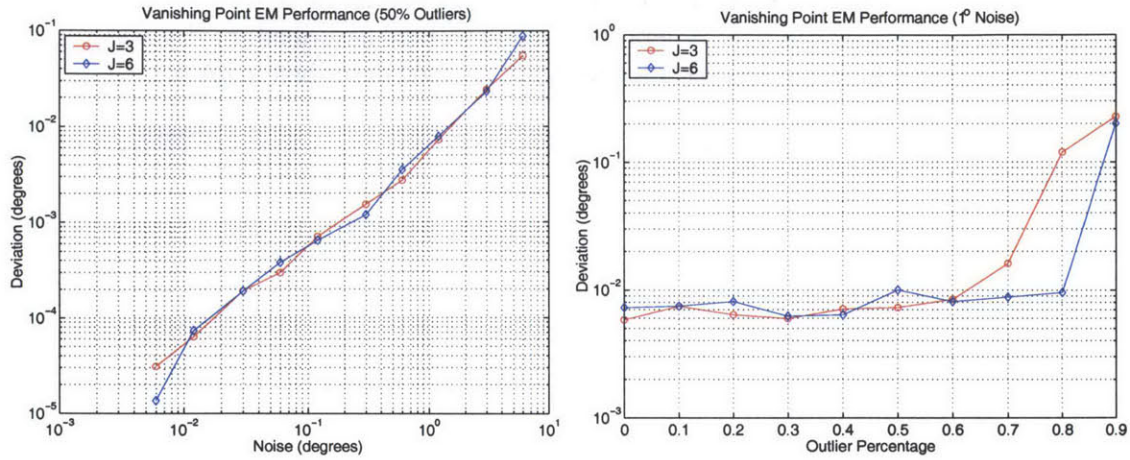 Vanishing Point EM Performance (50% Outliers)
J=3
J=6
10^-1
10^-2
10^-3
10^-4
10^-5
Deviation (degrees)
10^-3
10^-2
10^-1
10^0
10^1
Noise (degrees)
Vanishing Point EM Performance (1° Noise)
J=3
J=6
10^0
10^-1
10^-2
10^-3
Deviation (degrees)
0 0.1 0.2 0.3 0.4 0.5 0.6 0.7 0.8 0.9
Outlier Percentage